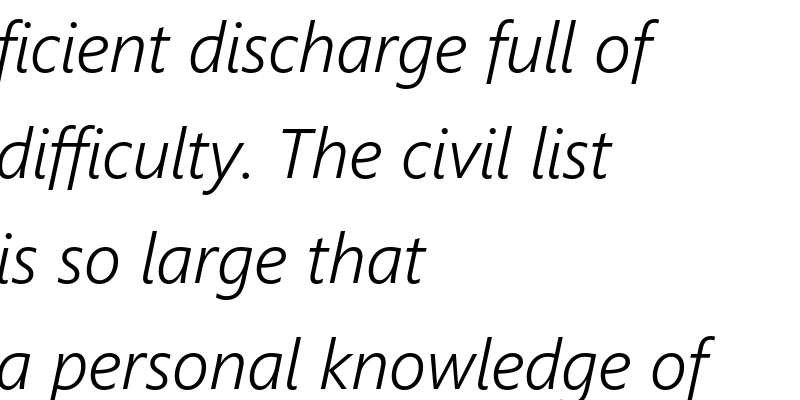 ficient discharge full of
difficulty. The civil list
is so large that
a personal knowledge of